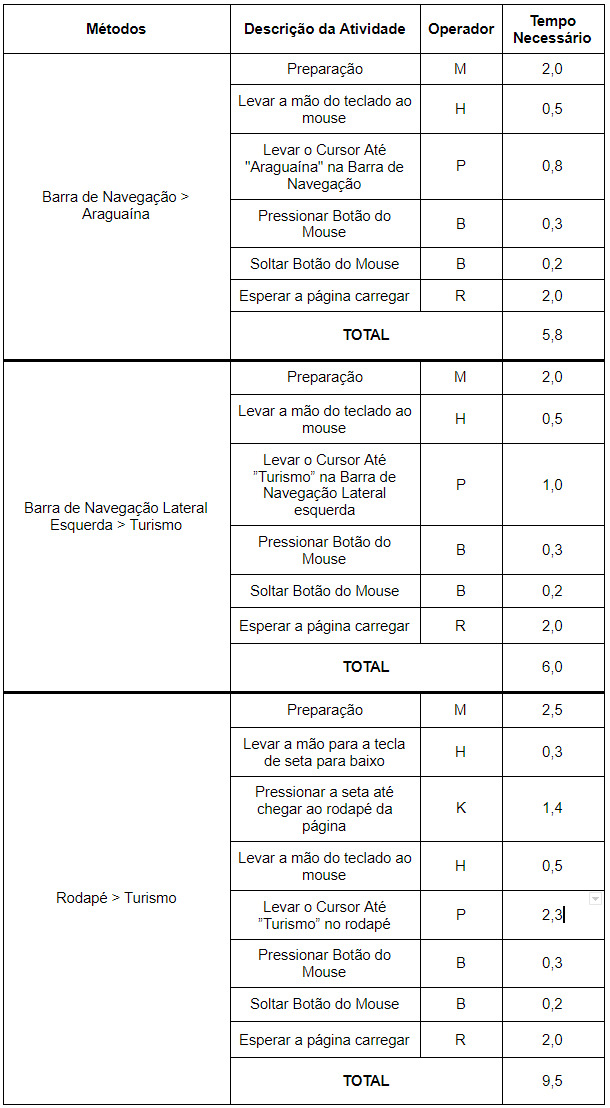 Métodos
Descrição da Atividade
Operador
Tempo
Necessário
Barra de Navegação >
Araguaína
Preparação
M
2,0
Levar a mão do teclado ao
mouse
H
0,5
Levar o Cursor Até
"Araguaína" na Barra de
Navegação
P
0,8
Pressionar Botão do
Mouse
B
0,3
Soltar Botão do Mouse
B
0,2
Esperar a página carregar
R
2,0
TOTAL
5,8
Barra de Navegação Lateral
Esquerda > Turismo
Preparação
M
2,0
Levar a mão do teclado ao
mouse
H
0,5
Levar o Cursor Até
”Turismo” na Barra de
Navegação Lateral
esquerda
P
1,0
Pressionar Botão do
Mouse
B
0,3
Soltar Botão do Mouse
B
0,2
Esperar a página carregar
R
2,0
TOTAL
6,0
Rodapé > Turismo
Preparação
M
2,5
Levar a mão para a tecla
de seta para baixo
H
0,3
Pressionar a seta até
chegar ao rodapé da
página
K
1,4
Levar a mão do teclado ao
mouse
H
0,5
Levar o Cursor Até
”Turismo” no rodapé
P
2,3
Pressionar Botão do
Mouse
B
0,3
Soltar Botão do Mouse
B
0,2
Esperar a página carregar
R
2,0
TOTAL
9,5